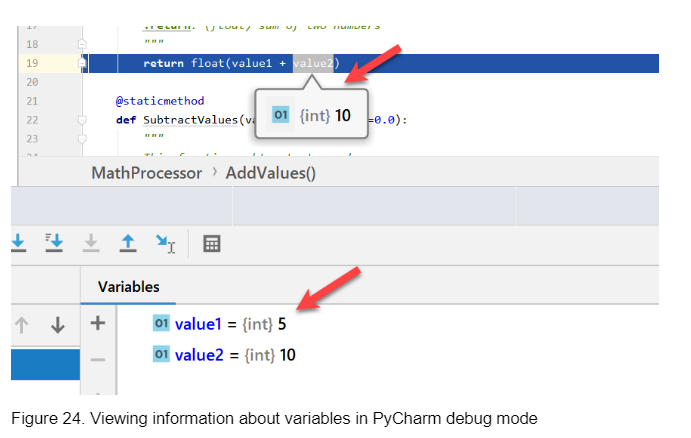 17 :return: (float) sum of two numbers
18 """
19 return float(value1 + value2)
20
21 @staticmethod
22 def SubtractValues(va =0.0):
01 {int} 10
23 """
24
MathProcessor > AddValues()
Variables
01 value1 = {int} 5
01 value2 = {int} 10
Figure 24. Viewing information about variables in PyCharm debug mode